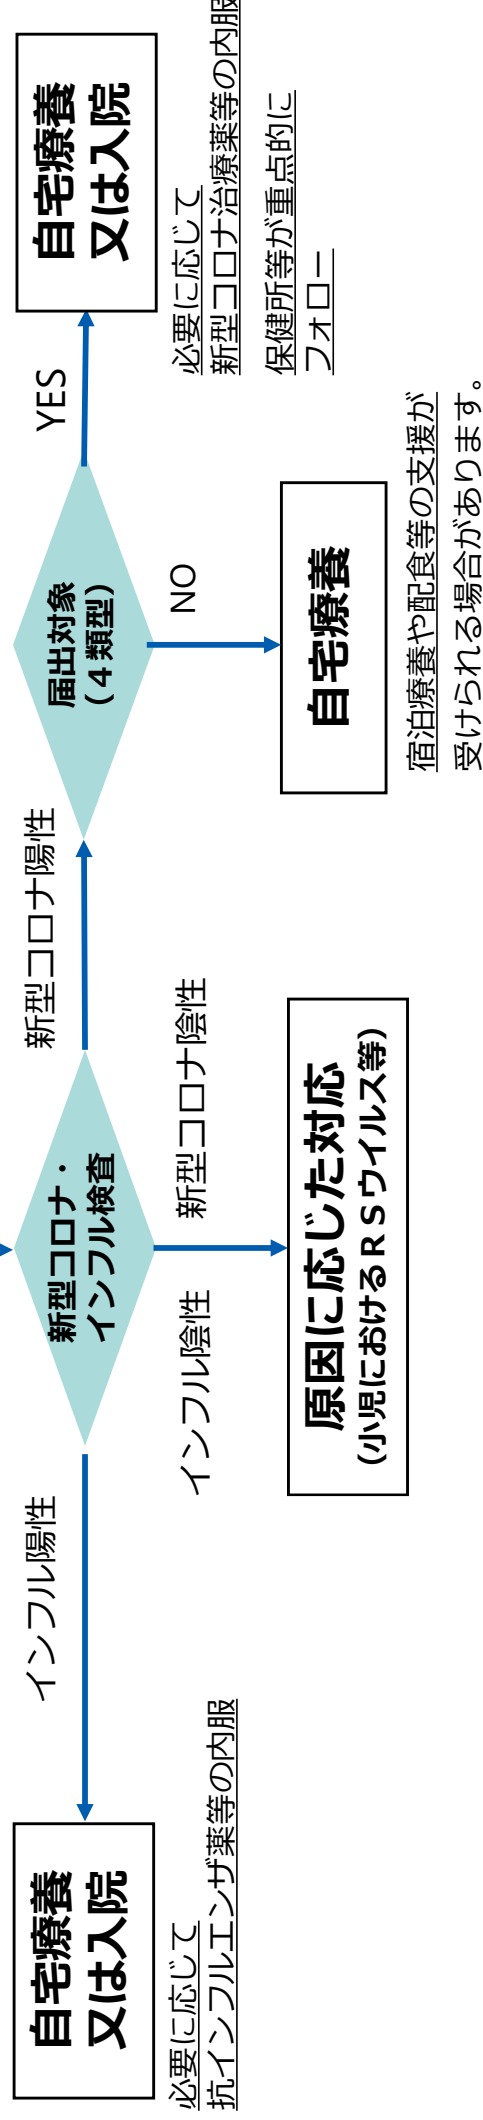 インフル陽性
自宅療養
又は入院
必要に応じて
抗インフルエンザ薬等の内服
新型コロナ・
インフル検査
インフル陰性
新型コロナ陰性
原因に応じた対応
(小児におけるＲＳウイルス等)
新型コロナ陽性
届出対象
(４類型)
NO
自宅療養
宿泊療養や配食等の支援が
受けられる場合があります。
YES
自宅療養
又は入院
必要に応じて
新型コロナ治療薬等の内服
保健所等が重点的に
フォロー